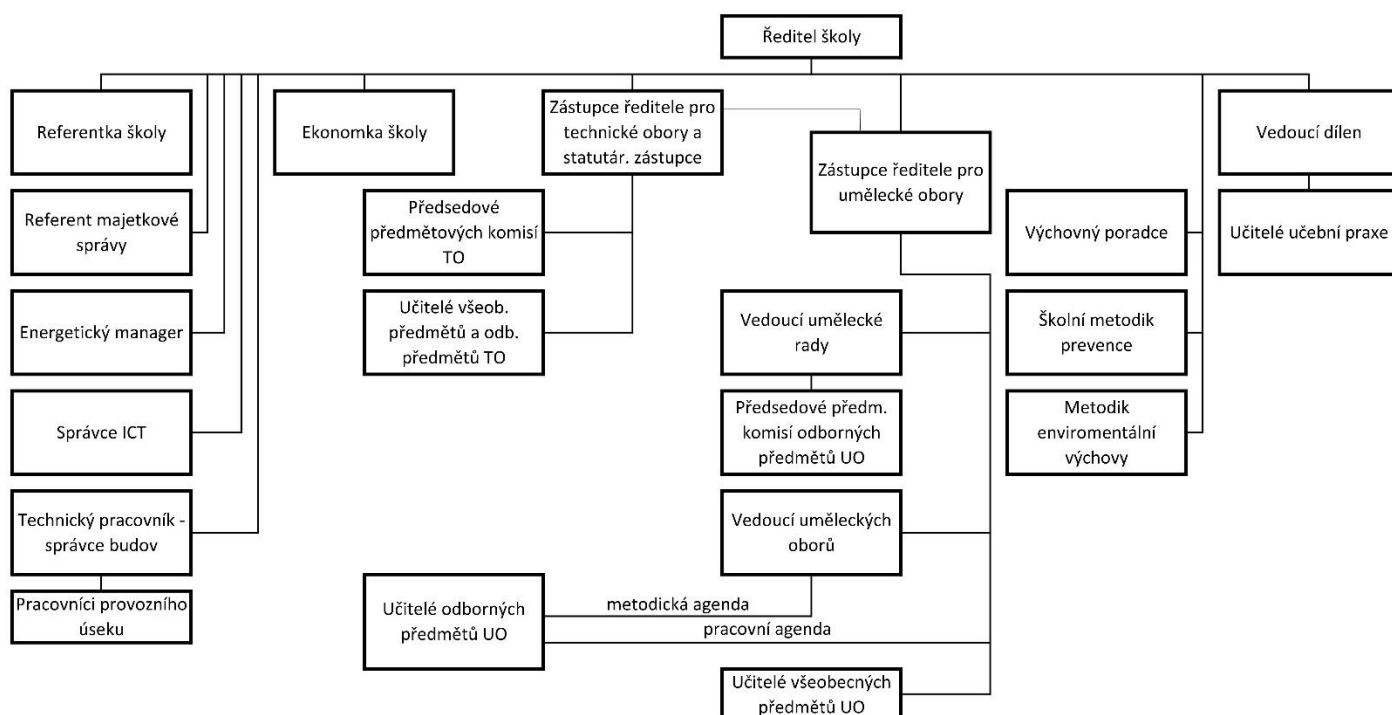 Ředitel školy
Referentka školy
Ekonomka školy
Zástupce ředitele pro
technické obory a
statutár. zástupce
Zástupce ředitele pro
umělecké obory
Vedoucí dílen
Referent majetkové
správy
Předsedové
předmětových komisí
TO
Výchovný poradce
Učitelé učební praxe
Energetický manager
Učitelé všeob.
předmětů a odb.
předmětů TO
Vedoucí umělecké
rady
Školní metodik
prevence
Správce ICT
Předsedové předm.
komisí odborných
předmětů UO
Metodik
enviromentální
výchovy
Technický pracovník -
správce budov
Vedoucí uměleckých
oborů
Pracovníci provozního
úseku
Učitelé odborných
předmětů UO
metodická agenda
pracovní agenda
Učitelé všeobecných
předmětů UO